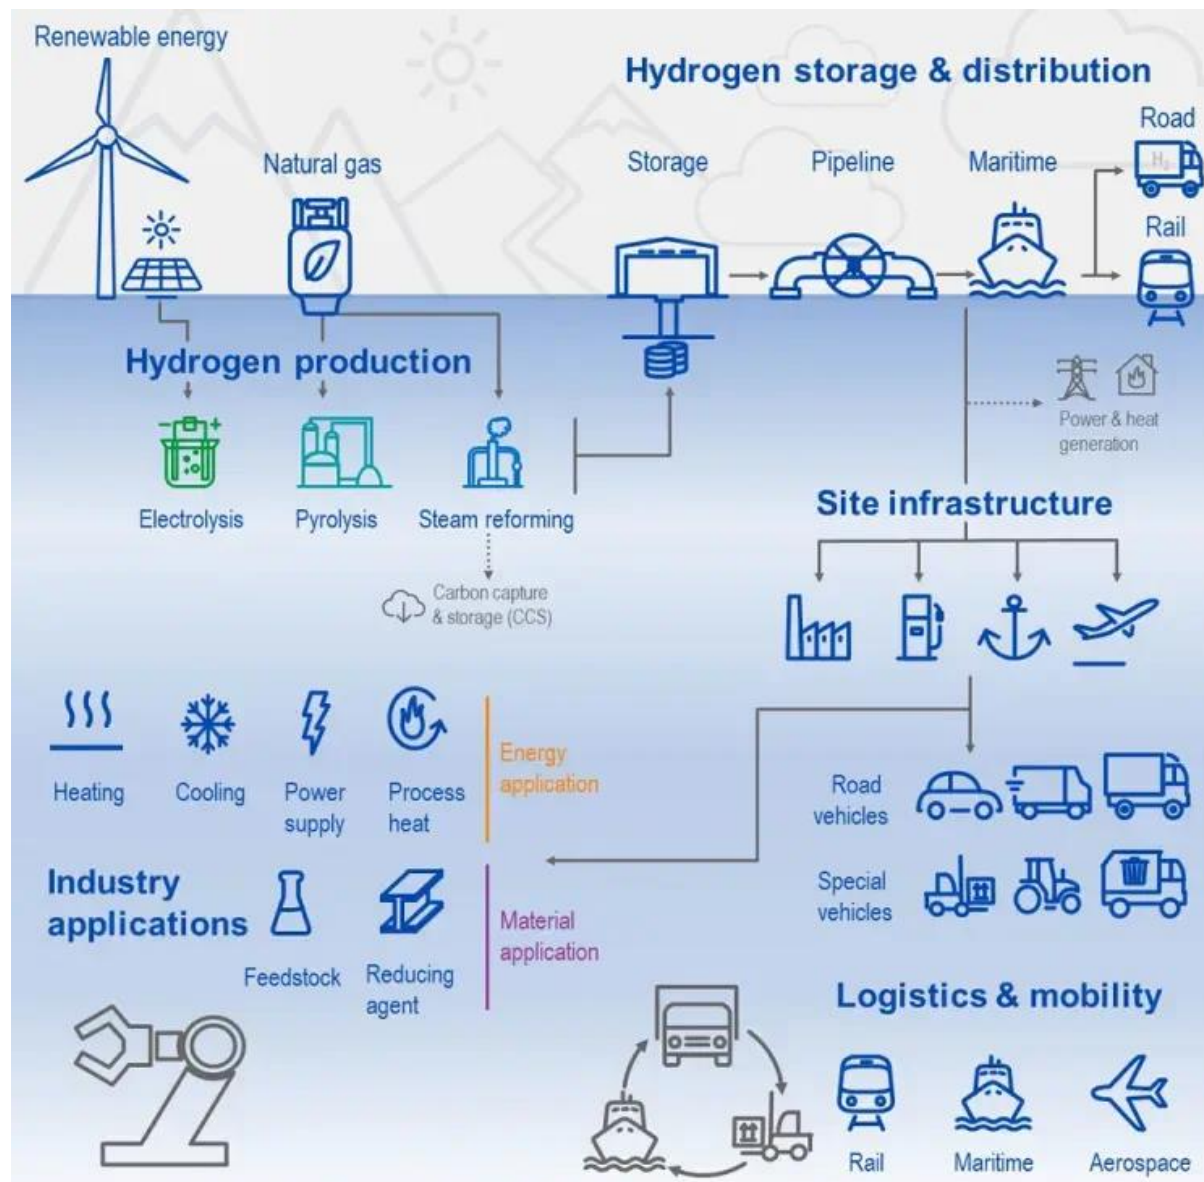 Renewable energy
Hydrogen storage & distribution
Natural gas
Storage
Pipeline
Maritime
Road
H₂
Rail
Hydrogen production
Electrolysis
Pyrolysis
Steam reforming
Carbon capture
& storage (CCS)
Power & heat
generation
Site infrastructure
Heating
Cooling
Power
supply
Process
heat
Energy
application
Industry
applications
Feedstock
Reducing
agent
Material
application
Road
vehicles
Special
vehicles
Logistics & mobility
Rail
Maritime
Aerospace